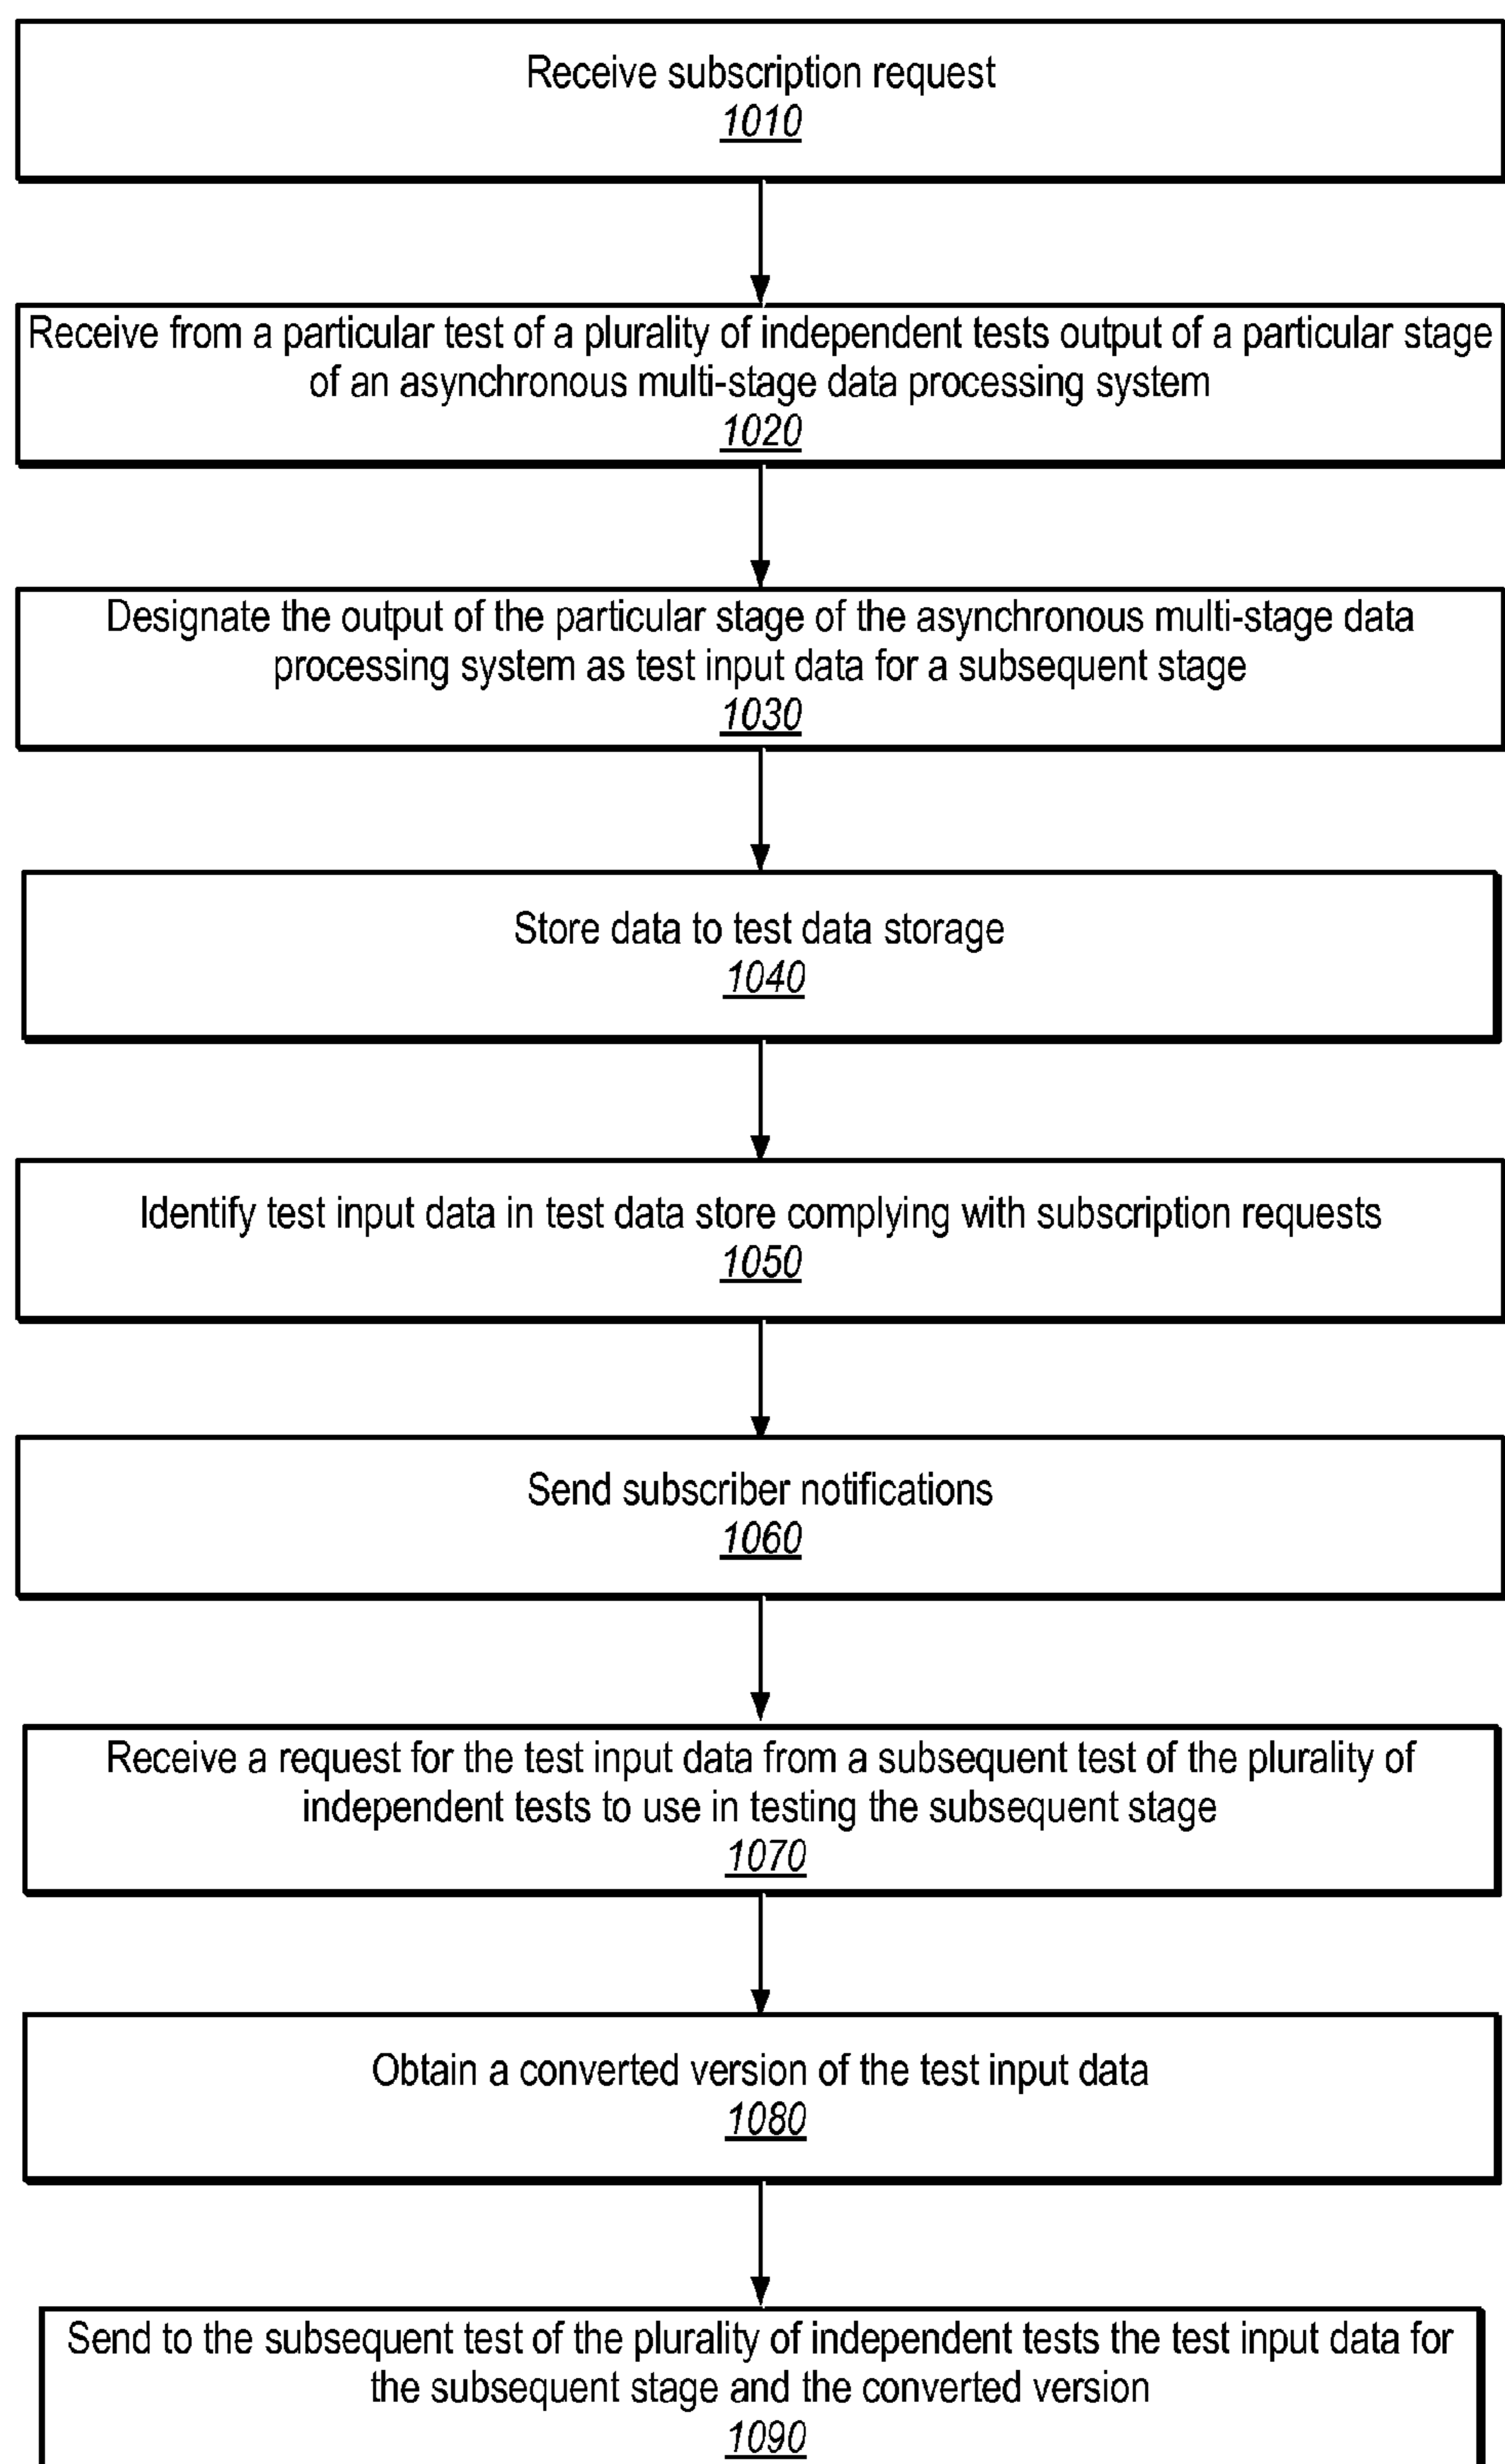 Receive subscription request
1010
Receive from a particular test of a plurality of independent tests output of a particular stage
of an asynchronous multi-stage data processing system
1020
Designate the output of the particular stage of the asynchronous multi-stage data
processing system as test input data for a subsequent stage
1030
Store data to test data storage
1040
Identify test input data in test data store complying with subscription requests
1050
Send subscriber notifications
1060
Receive a request for the test input data from a subsequent test of the plurality of
independent tests to use in testing the subsequent stage
1070
Obtain a converted version of the test input data
1080
Send to the subsequent test of the plurality of independent tests the test input data for
the subsequent stage and the converted version
1090